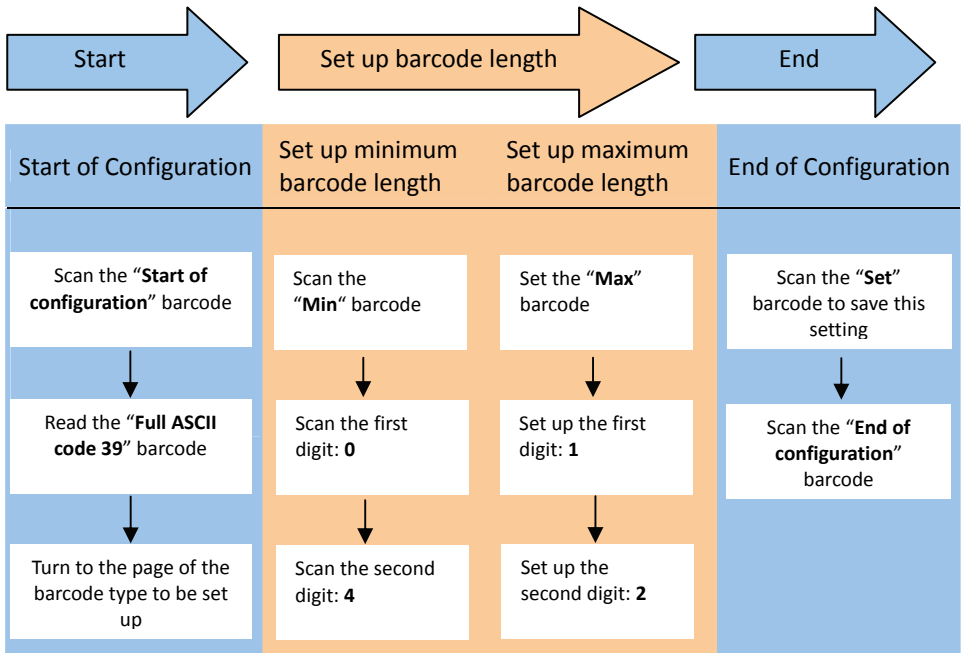 Start
Set up barcode length
End
Start of Configuration
Set up minimum
barcode length
Set up maximum
barcode length
End of Configuration
Scan the “Start of
configuration” barcode
Read the “Full ASCII
code 39” barcode
Turn to the page of the
barcode type to be set
up
Scan the
“Min“ barcode
Scan the first
digit: 0
Scan the second
digit: 4
Set the “Max”
barcode
Set up the first
digit: 1
Set up the
second digit: 2
Scan the “Set”
barcode to save this
setting
Scan the “End of
configuration”
barcode